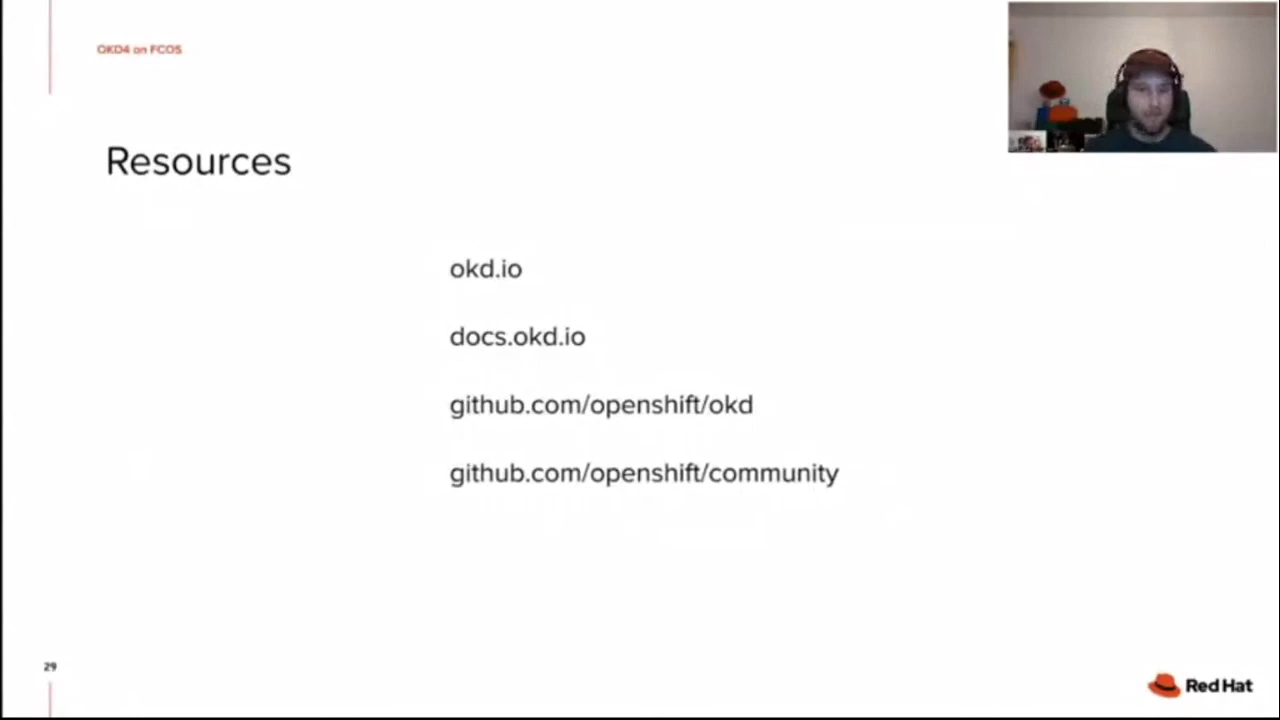 OKD4 on FCOS
Resources
okd.io
docs.okd.io
github.com/openshift/okd
github.com/openshift/community
29
Red Hat